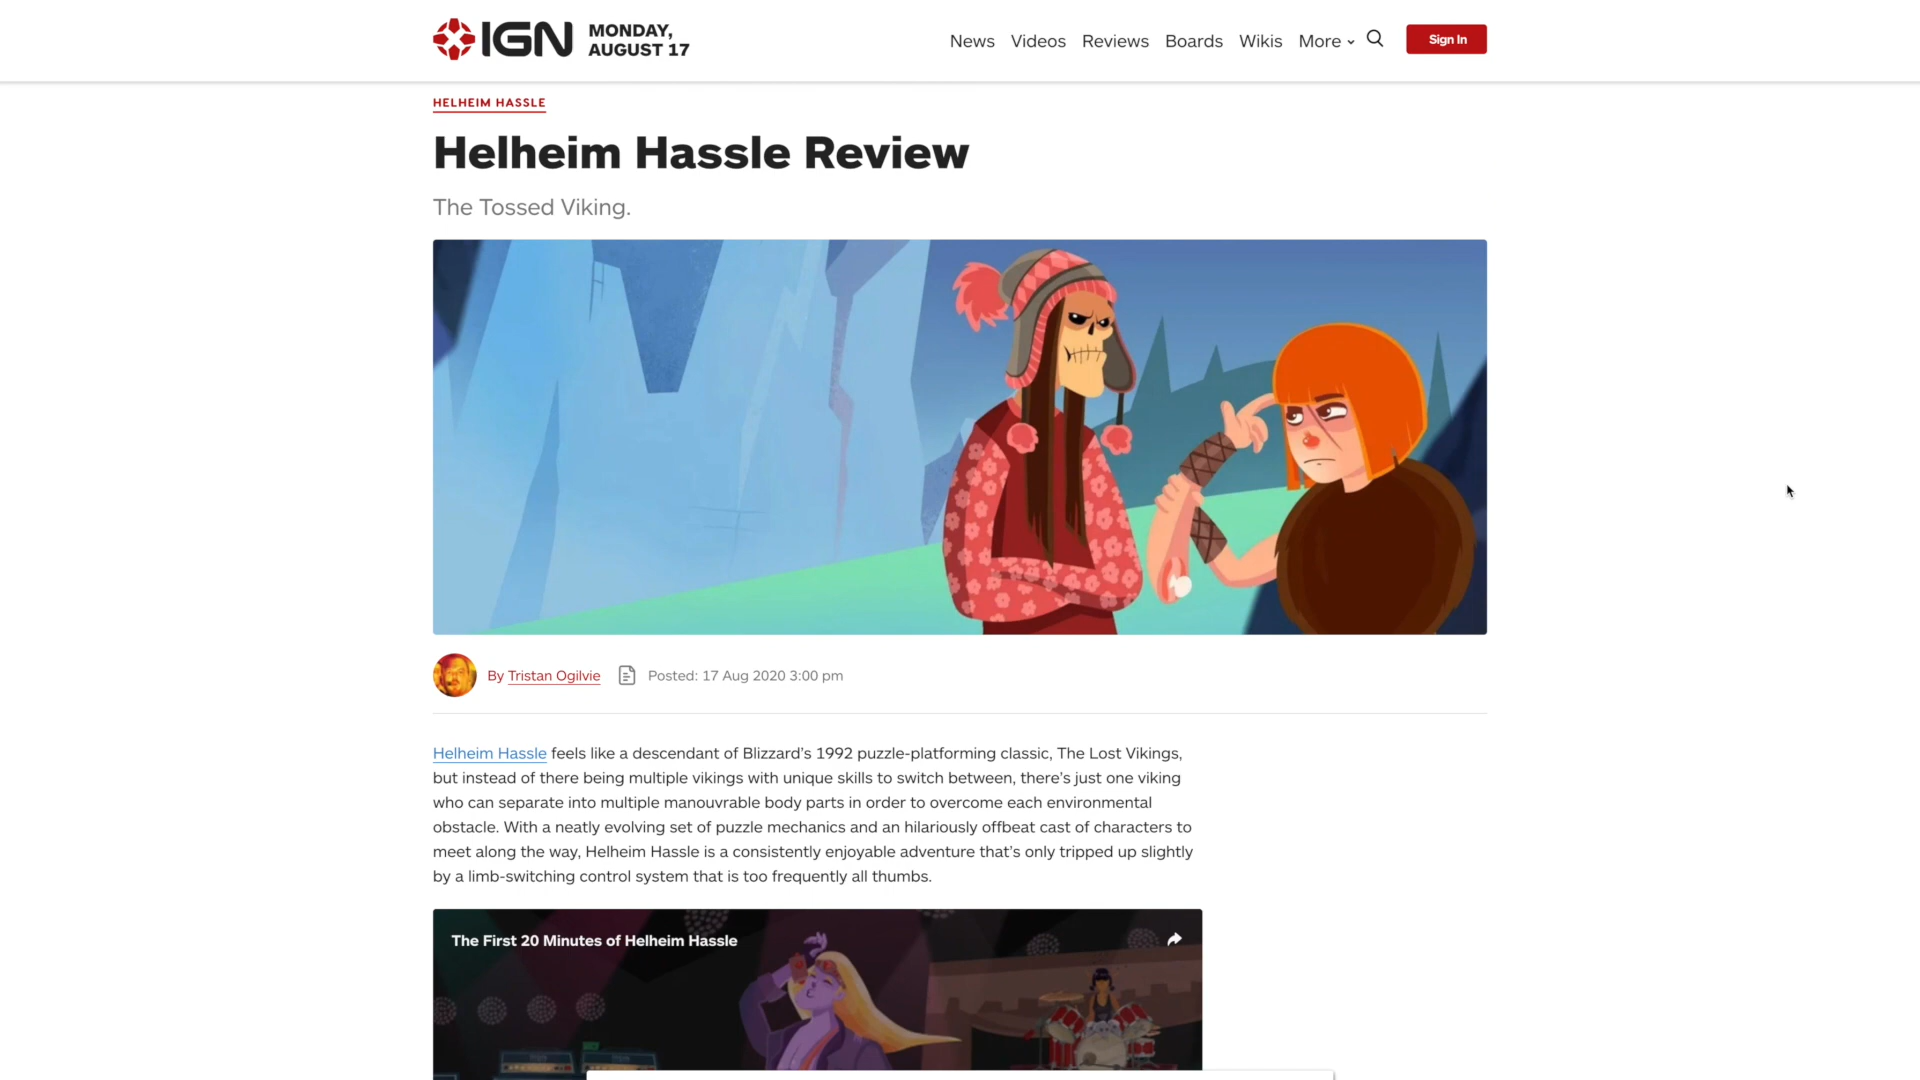 IGN
MONDAY,
AUGUST 17
News Videos Reviews Boards Wikis More
Sign In
HELHEIM HASSLE
Helheim Hassle Review
The Tossed Viking.
By Tristan Ogilvie Posted: 17 Aug 2020 3:00 pm
Helheim Hassle feels like a descendant of Blizzard’s 1992 puzzle-platforming classic, The Lost Vikings,
but instead of there being multiple vikings with unique skills to switch between, there’s just one viking
who can separate into multiple manouvrable body parts in order to overcome each environmental
obstacle. With a neatly evolving set of puzzle mechanics and an hilariously offbeat cast of characters to
meet along the way, Helheim Hassle is a consistently enjoyable adventure that’s only tripped up slightly
by a limb-switching control system that is too frequently all thumbs.
The First 20 Minutes of Helheim Hassle